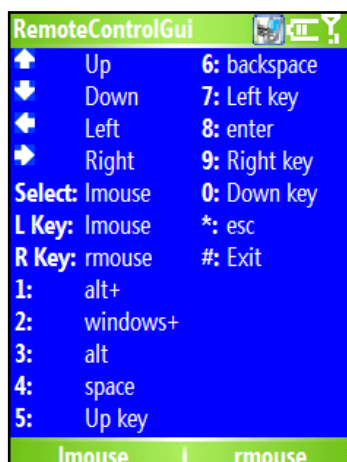 RemoteControlGui
Up
Down
Left
Right
Select: lmouse
L Key: lmouse
R Key: rmouse
1: alt+
2: windows+
3: alt
4: space
5: Up key
6: backspace
7: Left key
8: enter
9: Right key
0: Down key
*: esc
#: Exit
lmouse rmouse